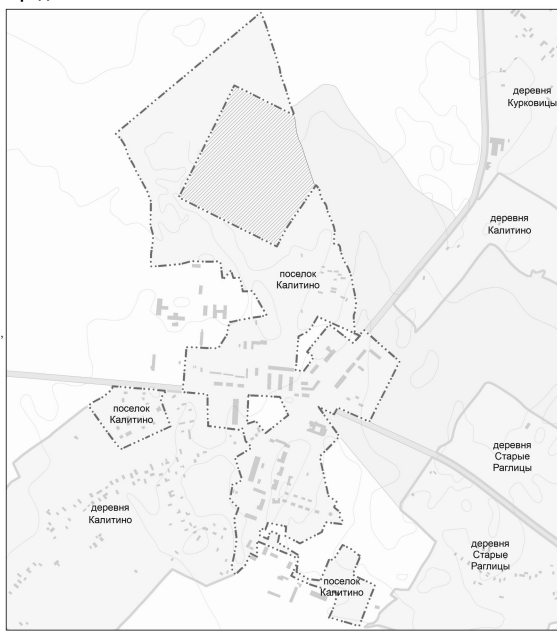 деревня
Курковицы
деревня
Калитино
поселок
Калитино
поселок
Калитино
деревня
Калитино
деревня
Старые
Раглицы
деревня
Старые
Раглицы
поселок
Калитино